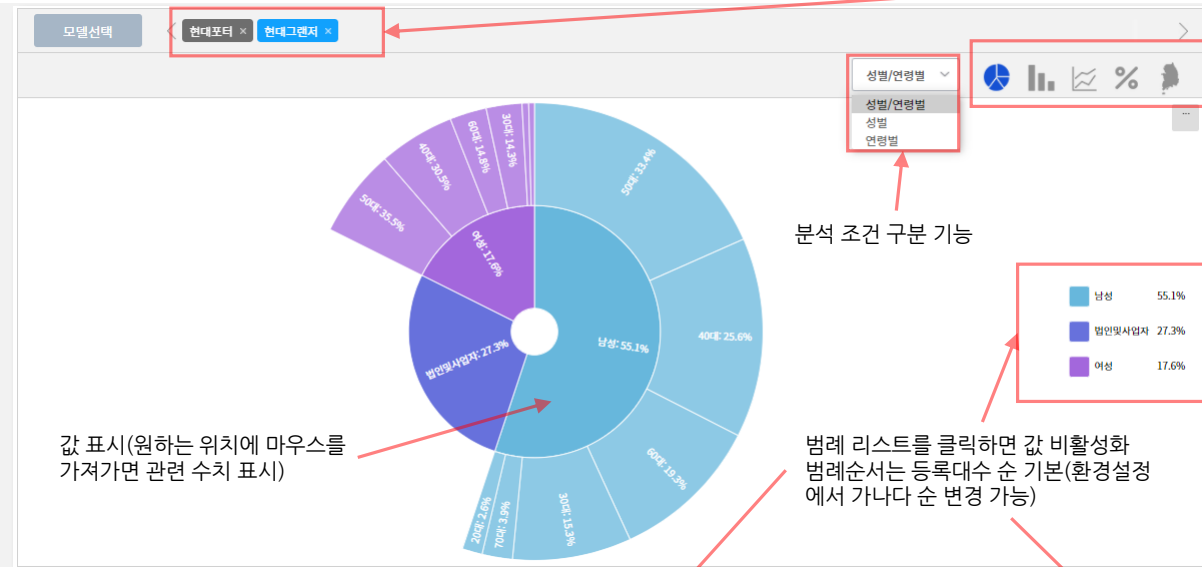 모델선택
현대포터 ×
현대그랜저 ×
성별/연령별
성별/연령별
성별
연령별
...
분석 조건 구분 기능
50대: 33.4%
40대: 25.6%
60대: 19.3%
30대: 15.3%
70대: 3.9%
20대: 2.6%
남성: 55.1%
법인및사업자: 27.3%
여성: 17.6%
50대: 35.5%
40대: 30.5%
60대: 14.8%
30대: 14.3%
남성 55.1%
법인및사업자 27.3%
여성 17.6%
값 표시(원하는 위치에 마우스를
가져가면 관련 수치 표시)
범례 리스트를 클릭하면 값 비활성화
범례순서는 등록대수 순 기본(환경설정
에서 가나다 순 변경 가능)